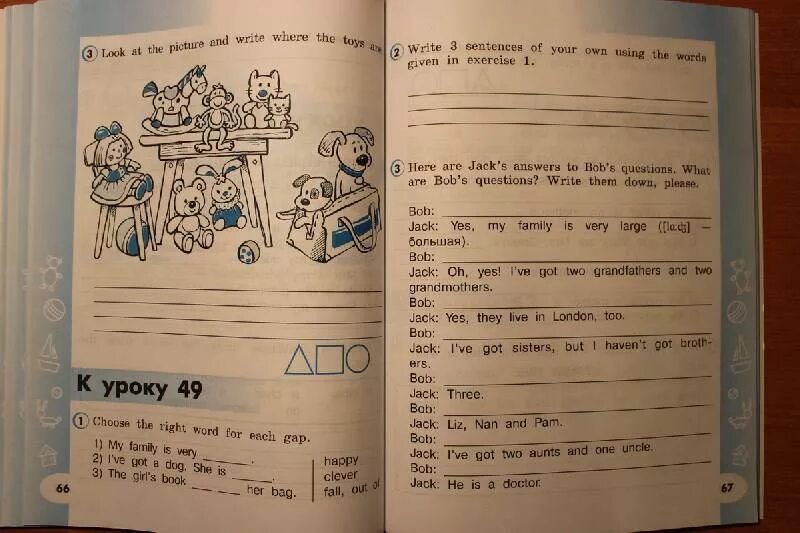 3 Look at the picture and write where the toys are
К уроку 49
1 Choose the right word for each gap.
1) My family is very ______.
2) I've got a dog. She is ______.
3) The girl's book __ __ __ her bag.
happy
clever
fall, out of
66
2 Write 3 sentences of your own using the words
given in exercise 1.
3 Here are Jack's answers to Bob's questions. What
are Bob's questions? Write them down, please.
Bob:
Jack: Yes, my family is very large ([lɑːʤ] —
большая).
Bob:
Jack: Oh, yes! I've got two grandfathers and two
grandmothers.
Bob:
Jack: Yes, they live in London, too.
Bob:
Jack: I've got sisters, but I haven't got broth-
ers.
Bob:
Jack: Three.
Bob:
Jack: Liz, Nan and Pam.
Bob:
Jack: I've got two aunts and one uncle.
Bob:
Jack: He is a doctor.
67